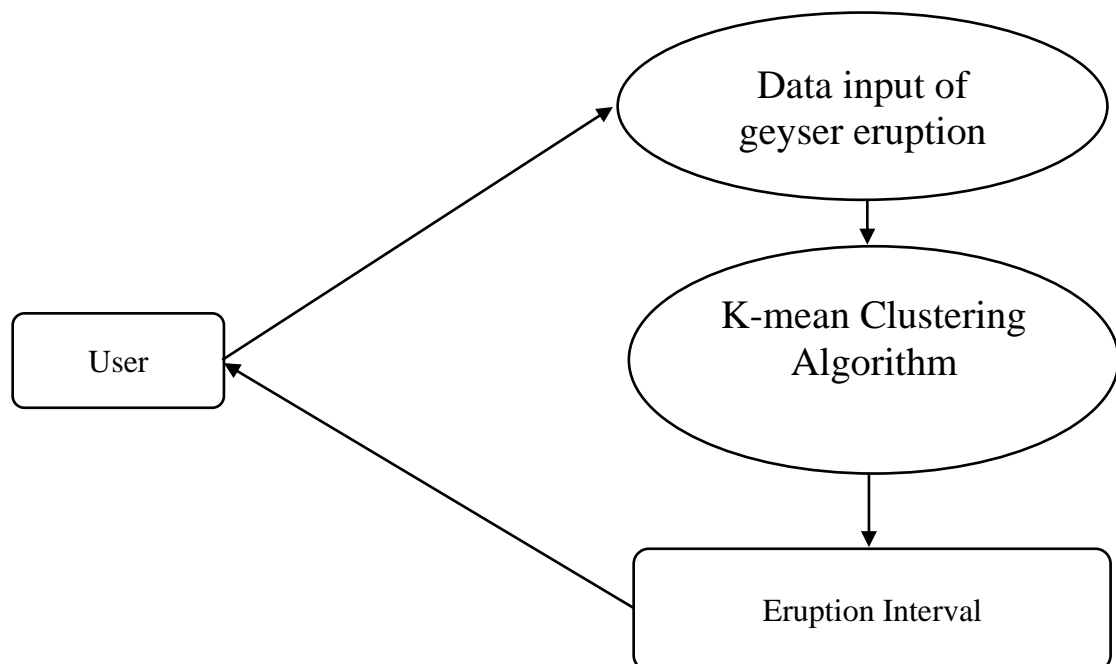 Data input of
geyser eruption
K-mean Clustering
Algorithm
User
Eruption Interval